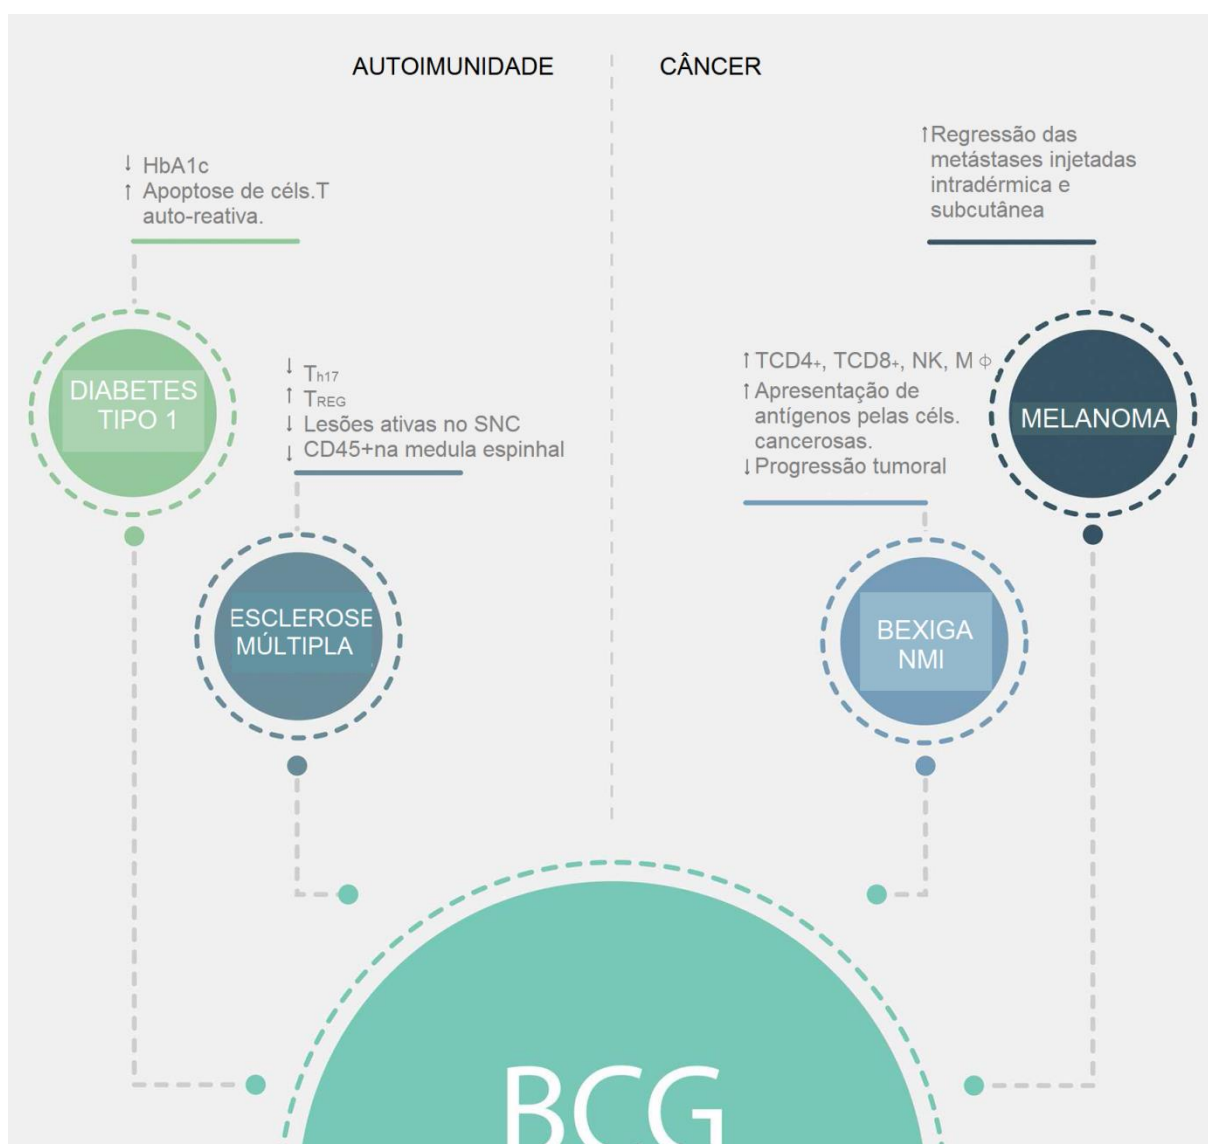 AUTOIMUNIDADE
CÂNCER
↓ HbA1c
↑ Apoptose de céls.T
auto-reativa.
↑Regressão das
metástases injetadas
intradérmica e
subcutânea
DIABETES
TIPO 1
↓ Th17
↑ TREG
↓ Lesões ativas no SNC
↓ CD45+na medula espinhal
↑TCD4+, TCD8+, NK, M Φ
↑Apresentação de
antígenos pelas céls.
cancerosas.
↓Progressão tumoral
MELANOMA
ESCLEROSE
MÚLTIPLA
BEXIGA
NMI
BCG